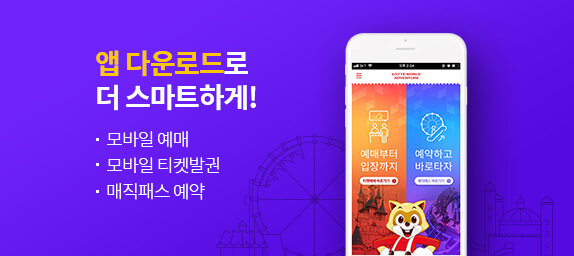 앱 다운로드로
더 스마트하게!
· 모바일 예매
· 모바일 티켓발권
· 매직패스 예약
LOTTE WORLD
ADVENTURE
예매부터
입장까지
예약하고
바로타자